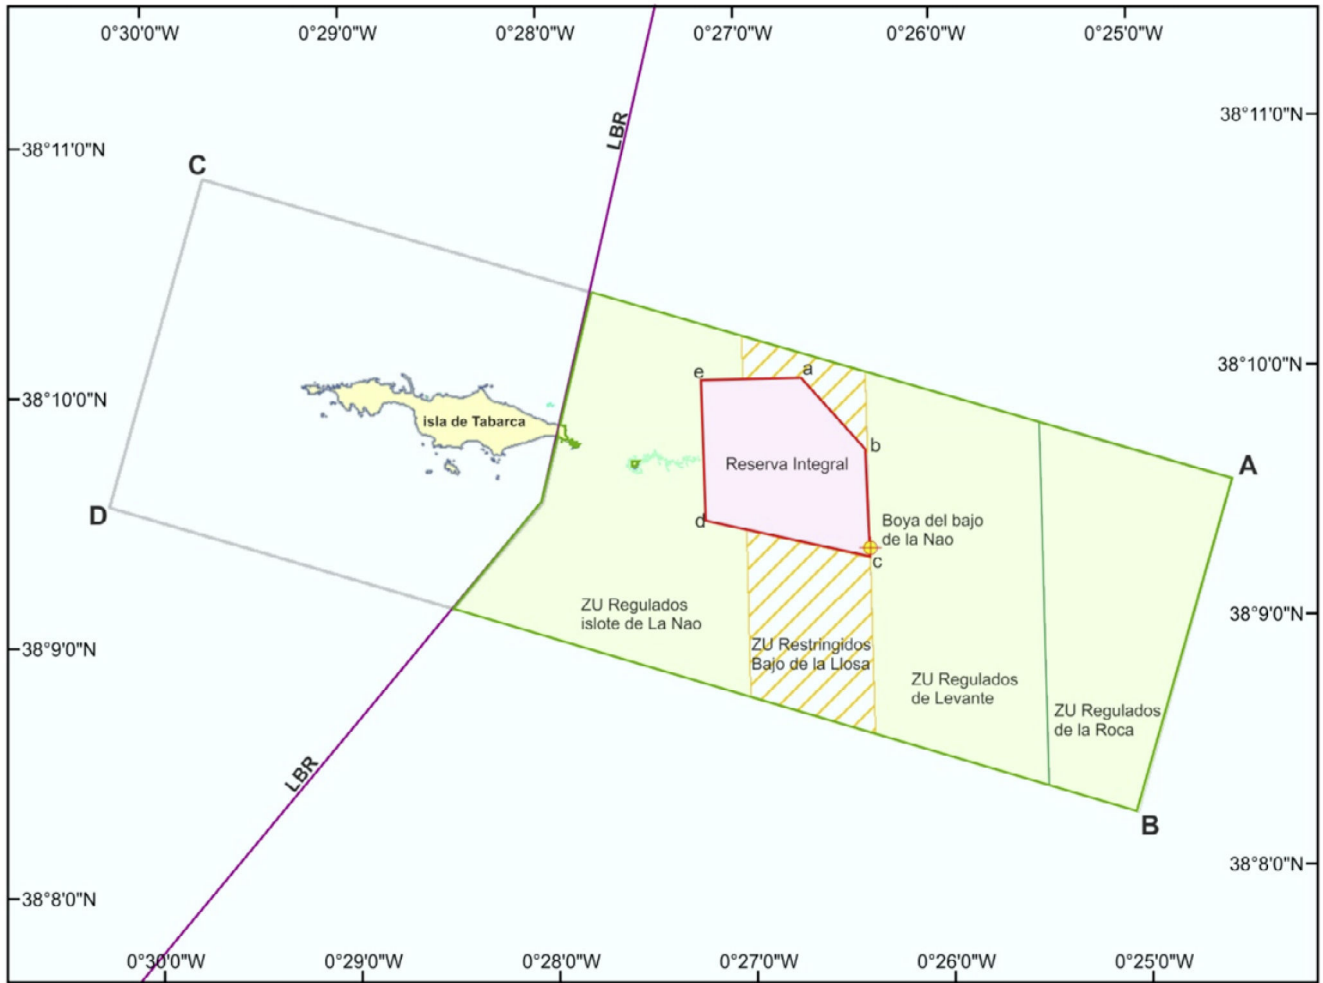 0°30'0"W
0°29'0"W
0°28'0"W
0°27'0"W
0°26'0"W
0°25'0"W
38°11'0"N
LBR
38°11'0"N
C
38°10'0"N
e
a
38°10'0"N
isla de Tabarca
b
Reserva Integral
A
D
d
Boya del bajo
de la Nao
c
ZU Regulados
islote de La Nao
38°9'0"N
38°9'0"N
ZU Restringidos
Bajo de la Llosa
ZU Regulados
de Levante
ZU Regulados
de la Roca
LBR
B
38°8'0"N
38°8'0"N
0°30'0"W
0°29'0"W
0°28'0"W
0°27'0"W
0°26'0"W
0°25'0"W